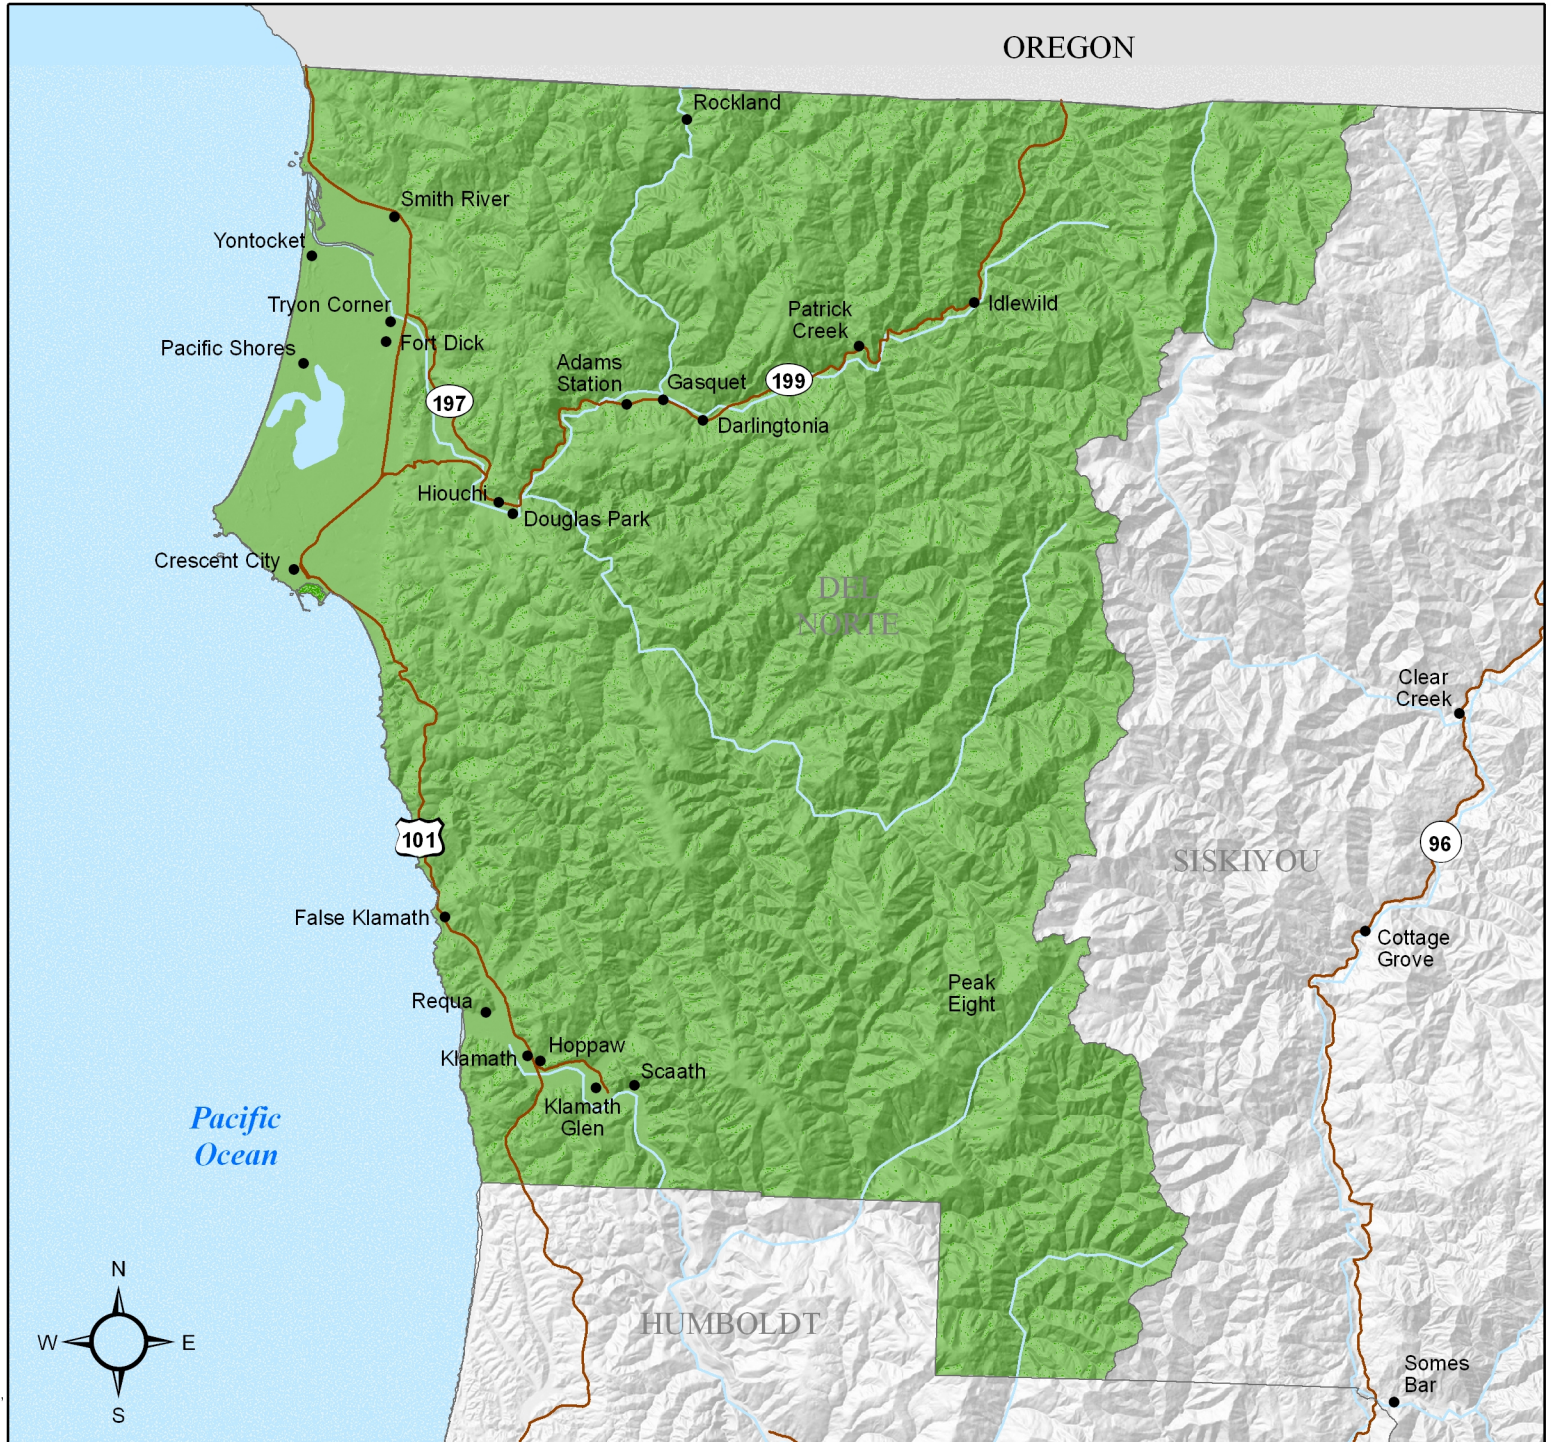 OREGON
Rockland
Smith River
Yontocket
Tryon Corner
Idlewild
Patrick
Creek
Fort Dick
Pacific Shores
Adams
Station
Gasquet
199
197
Darlingtonia
Hiouchi
Douglas Park
Crescent City
DEL
NORTE
Clear
Creek
101
96
SISKIYOU
False Klamath
Cottage
Grove
Peak
Eight
Requa
Hoppaw
Klamath
Scaath
Klamath
Glen
Pacific
Ocean
N
W
E
S
HUMBOLDT
Somes
Bar